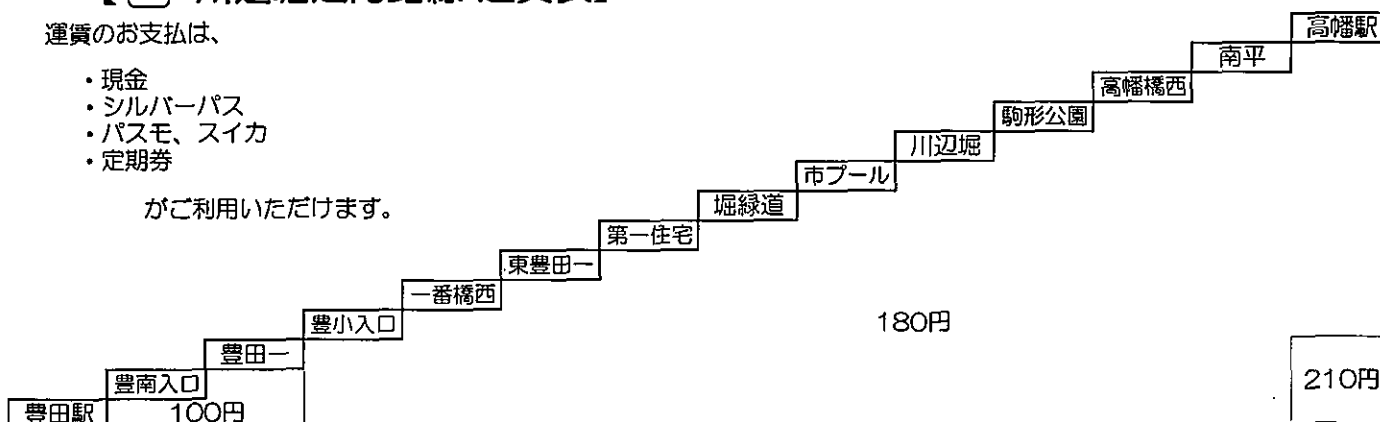 運賃のお支払は、
・現金
・シルバーパス
・パスモ、スイカ
・定期券
がご利用いただけます。
高幡駅
南平
高幡橋西
駒形公園
川辺堀
市プール
堀緑道
第一住宅
東豊田一
一番橋西
豊小入口
180円
豊田一
豊南入口
210円
豊田駅
100円